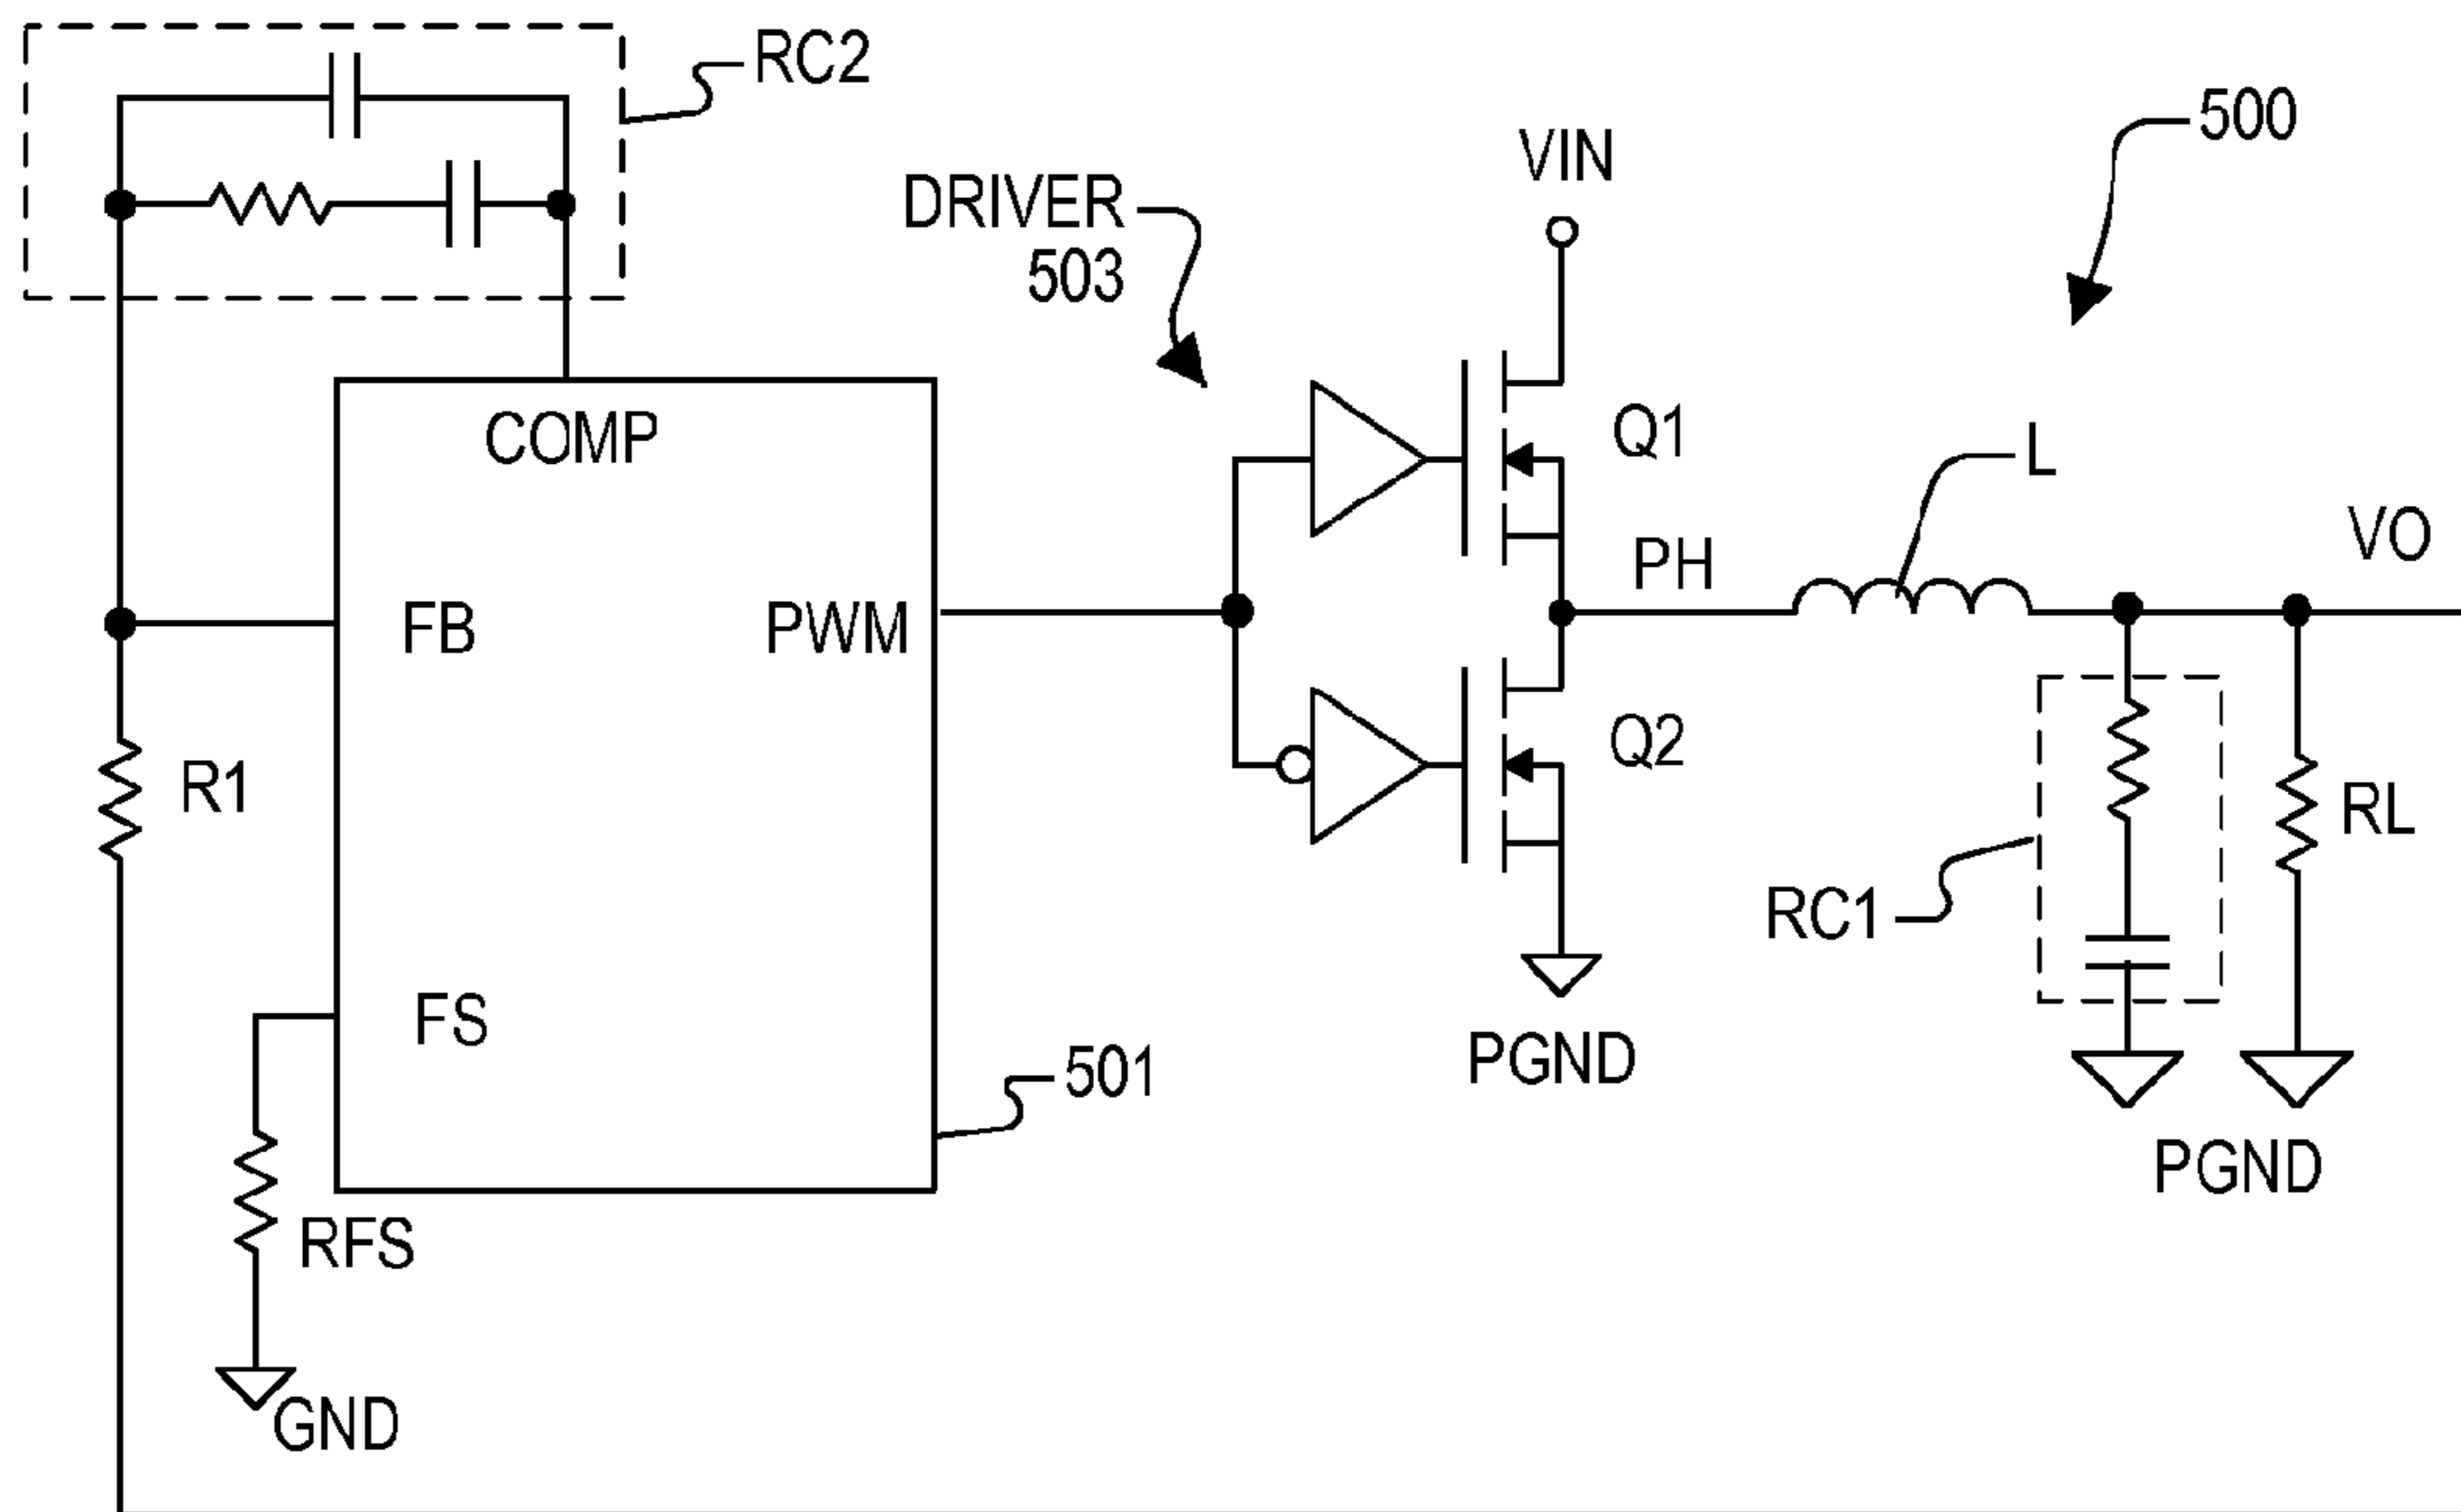 RC2
500
VIN
DRIVER
503
COMP
Q1
L
VO
PH
FB
PWM
Q2
R1
RL
RC1
FS
PGND
501
PGND
RFS
GND